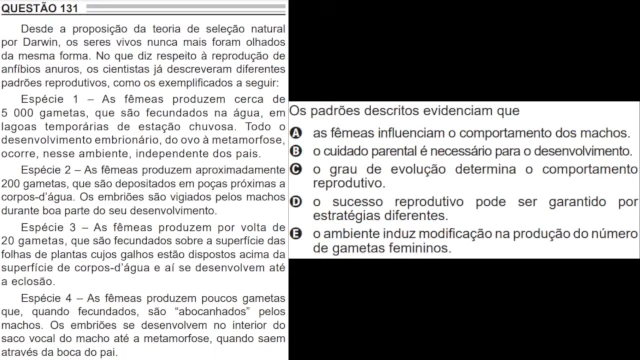 QUESTÃO 131
Desde a proposição da teoria de seleção natural
por Darwin, os seres vivos nunca mais foram olhados
da mesma forma. No que diz respeito à reprodução de
anfíbios anuros, os cientistas já descreveram diferentes
padrões reprodutivos, como os exemplificados a seguir:
Espécie 1 – As fêmeas produzem cerca de
5 000 gametas, que são fecundados na água, em
lagoas temporárias de estação chuvosa. Todo o
desenvolvimento embrionário, do ovo à metamorfose,
ocorre, nesse ambiente, independente dos pais.
Espécie 2 – As fêmeas produzem aproximadamente
200 gametas, que são depositados em poças próximas a
corpos-d'água. Os embriões são vigiados pelos machos
durante boa parte do seu desenvolvimento.
Espécie 3 – As fêmeas produzem por volta de
20 gametas, que são fecundados sobre a superfície das
folhas de plantas cujos galhos estão dispostos acima da
superfície de corpos-d'água e aí se desenvolvem até
a eclosão.
Espécie 4 – As fêmeas produzem poucos gametas
que, quando fecundados, são “abocanhados” pelos
machos. Os embriões se desenvolvem no interior do
saco vocal do macho até a metamorfose, quando saem
através da boca do pai.
Os padrões descritos evidenciam que
A as fêmeas influenciam o comportamento dos machos.
B o cuidado parental é necessário para o desenvolvimento.
C o grau de evolução determina o comportamento
reprodutivo.
D o sucesso reprodutivo pode ser garantido por
estratégias diferentes.
E o ambiente induz modificação na produção do número
de gametas femininos.